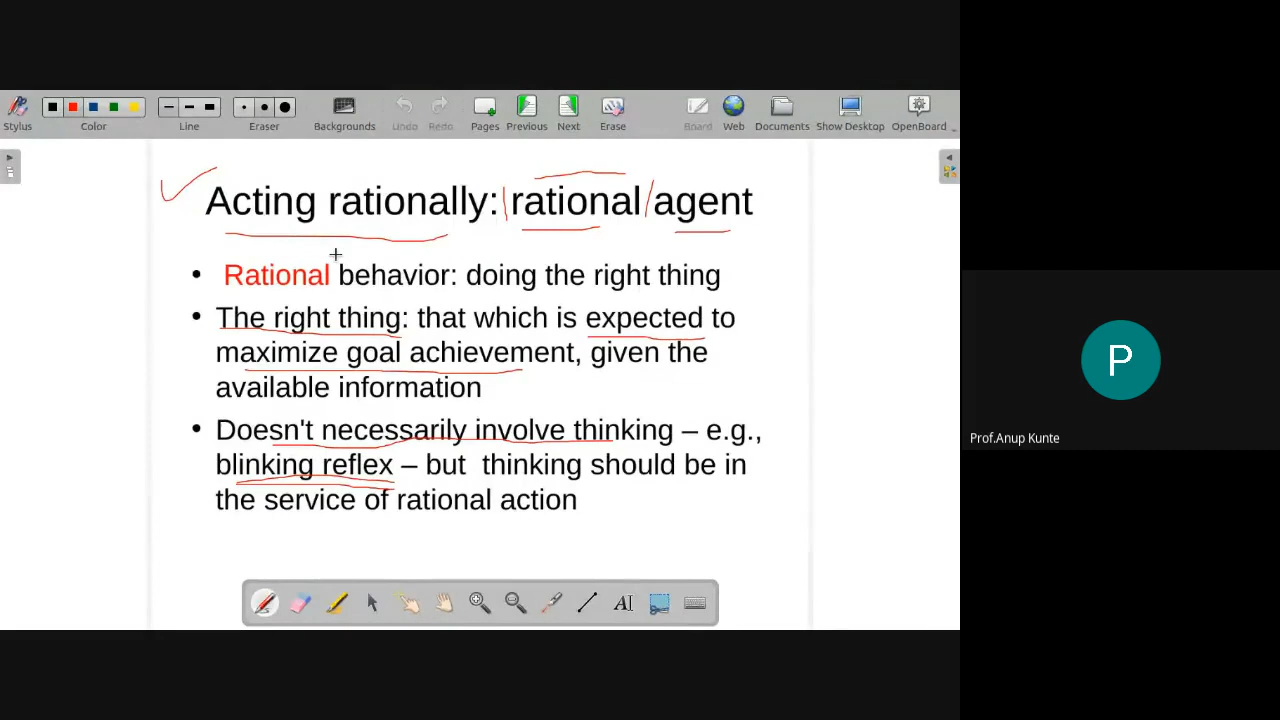 Stylus
Color
Line
Eraser
Backgrounds
Undo
Redo
Pages
Previous
Next
Erase
Board
Web
Documents
Show Desktop
OpenBoard
Acting rationally: rational agent
• Rational behavior: doing the right thing
• The right thing: that which is expected to
maximize goal achievement, given the
available information
• Doesn't necessarily involve thinking – e.g.,
blinking reflex – but thinking should be in
the service of rational action
AI
P
Prof.Anup Kunte